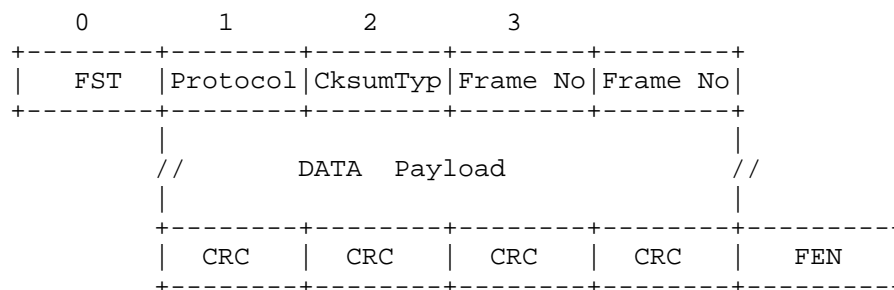 0 1 2 3
FST Protocol CksumTyp Frame No Frame No
DATA Payload
CRC CRC CRC CRC FEN